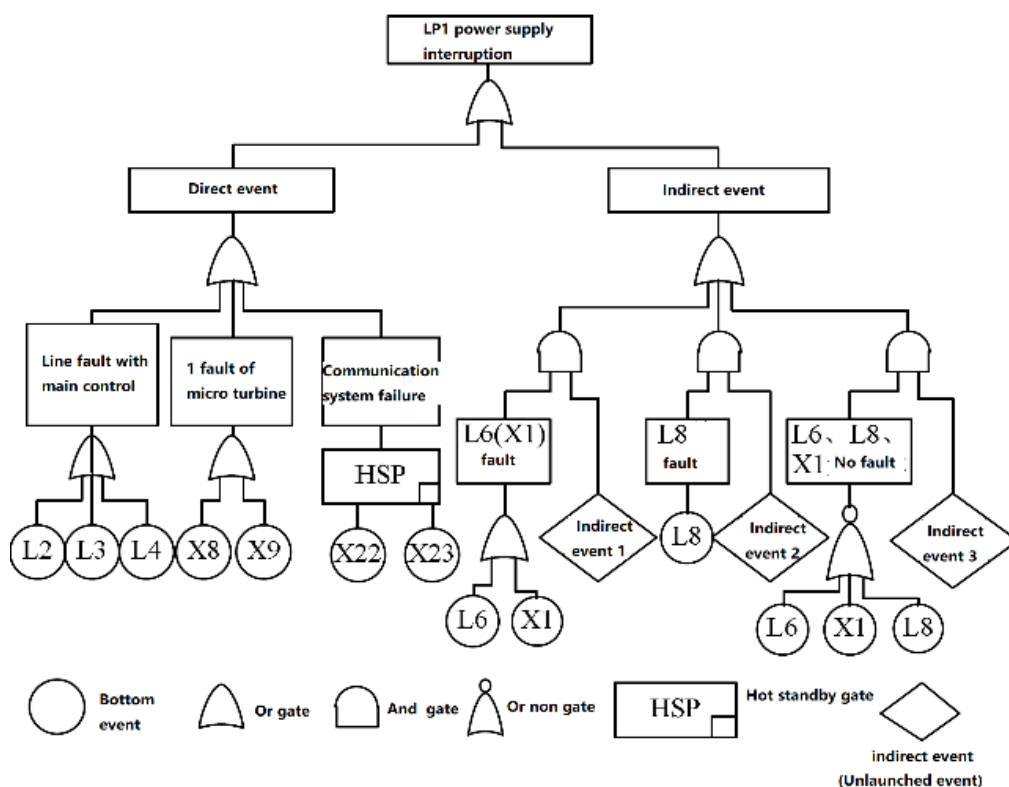 LP1 power supply
interruption
Direct event
Indirect event
Line fault with
main control
1 fault of
micro turbine
Communication
system failure
HSP
L6(X1)
fault
L8
fault
L6、L8、
X1: No fault
L2
L3
L4
X8
X9
X22
X23
Indirect
event 1
L8
Indirect
event 2
Indirect
event 3
L6
X1
L6
X1
L8
Bottom
event
Or gate
And gate
Or non gate
HSP
Hot standby gate
indirect event
(Unlaunched event)